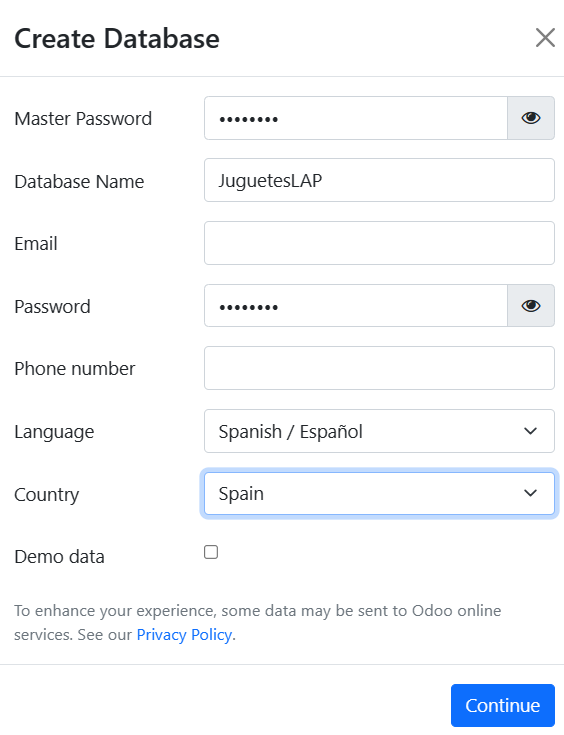 Create Database
Master Password ••••••••
Database Name JuguetesLAP
Email
Password ••••••••
Phone number
Language Spanish / Español
Country Spain
Demo data
To enhance your experience, some data may be sent to Odoo online
services. See our Privacy Policy.
Continue